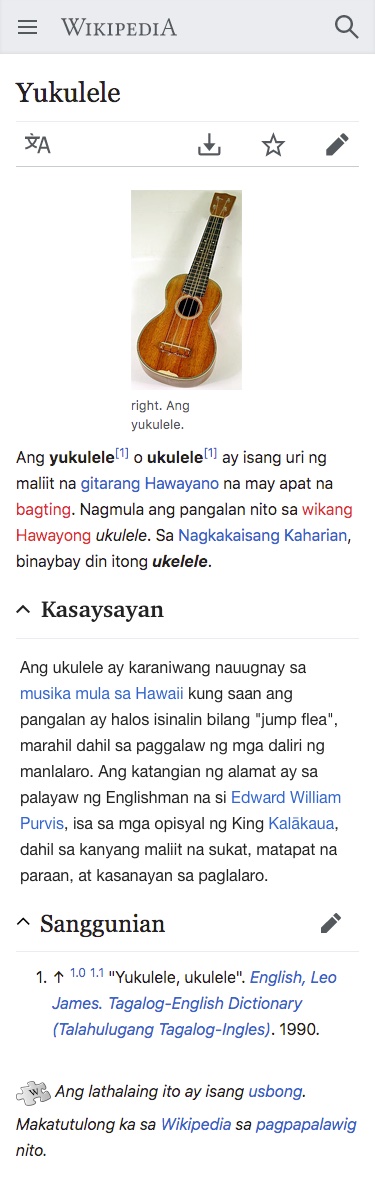 WIKIPEDIA
Yukulele
right. Ang
yukulele.
Ang yukulele[1] o ukulele[1] ay isang uri ng
maliit na gitarang Hawayano na may apat na
bagting. Nagmula ang pangalan nito sa wikang
Hawayong ukulele. Sa Nagkakaisang Kaharian,
binaybay din itong ukelele.
Kasaysayan
Ang ukulele ay karaniwang nauugnay sa
musika mula sa Hawaii kung saan ang
pangalan ay halos isinalin bilang "jump flea",
marahil dahil sa paggalaw ng mga daliri ng
manlalaro. Ang katangian ng alamat ay sa
palayaw ng Englishman na si Edward William
Purvis, isa sa mga opisyal ng King Kalākaua,
dahil sa kanyang maliit na sukat, matapat na
paraan, at kasanayan sa paglalaro.
Sanggunian
1. ↑ 1.0 1.1 "Yukulele, ukulele". English, Leo
James. Tagalog-English Dictionary
(Talahulugang Tagalog-Ingles). 1990.
Ang lathalaing ito ay isang usbong.
Makatutulong ka sa Wikipedia sa pagpapalawig
nito.